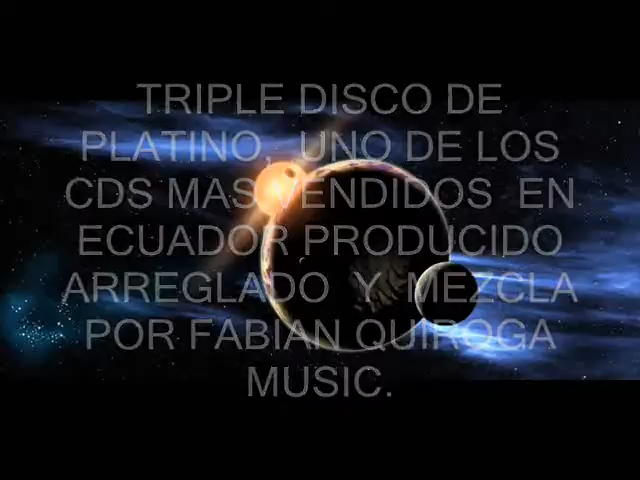 TRIPLE DISCO DE
PLATINO, UNO DE LOS
CDS MAS VENDIDOS EN
ECUADOR PRODUCIDO
ARREGLADO Y MEZCLA
POR FABIAN QUIROGA
MUSIC.